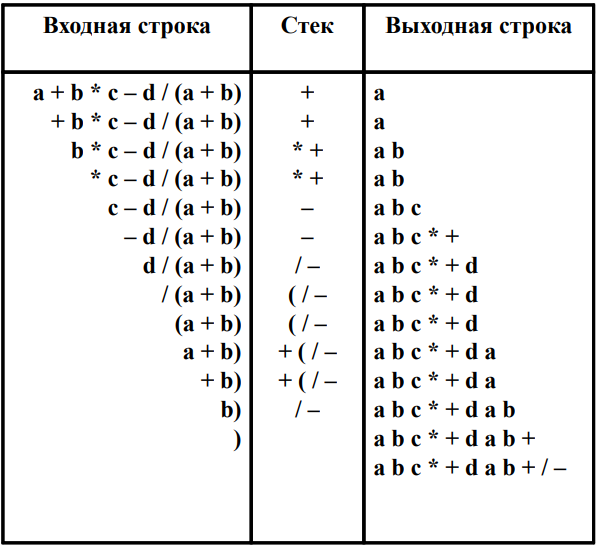 Входная строка Стек Выходная строка
a + b * c – d / (a + b) + a
+ b * c – d / (a + b) + a
b * c – d / (a + b) * + a b
* c – d / (a + b) * + a b
c – d / (a + b) – a b c
– d / (a + b) – a b c * +
d / (a + b) / – a b c * + d
/ (a + b) ( / – a b c * + d
(a + b) ( / – a b c * + d
a + b) + ( / – a b c * + d a
+ b) + ( / – a b c * + d a
b) / – a b c * + d a b
) a b c * + d a b +
a b c * + d a b + / –